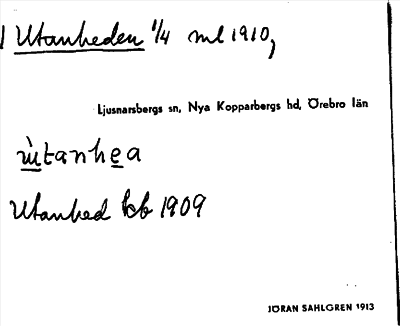 Utanheden 1/4 ml 1910,
Ljusnarsbergs sn, Nya Kopparbergs hd, Örebro län
ùtanhea
Utanhed kb 1909
JÖRAN SAHLGREN 1913